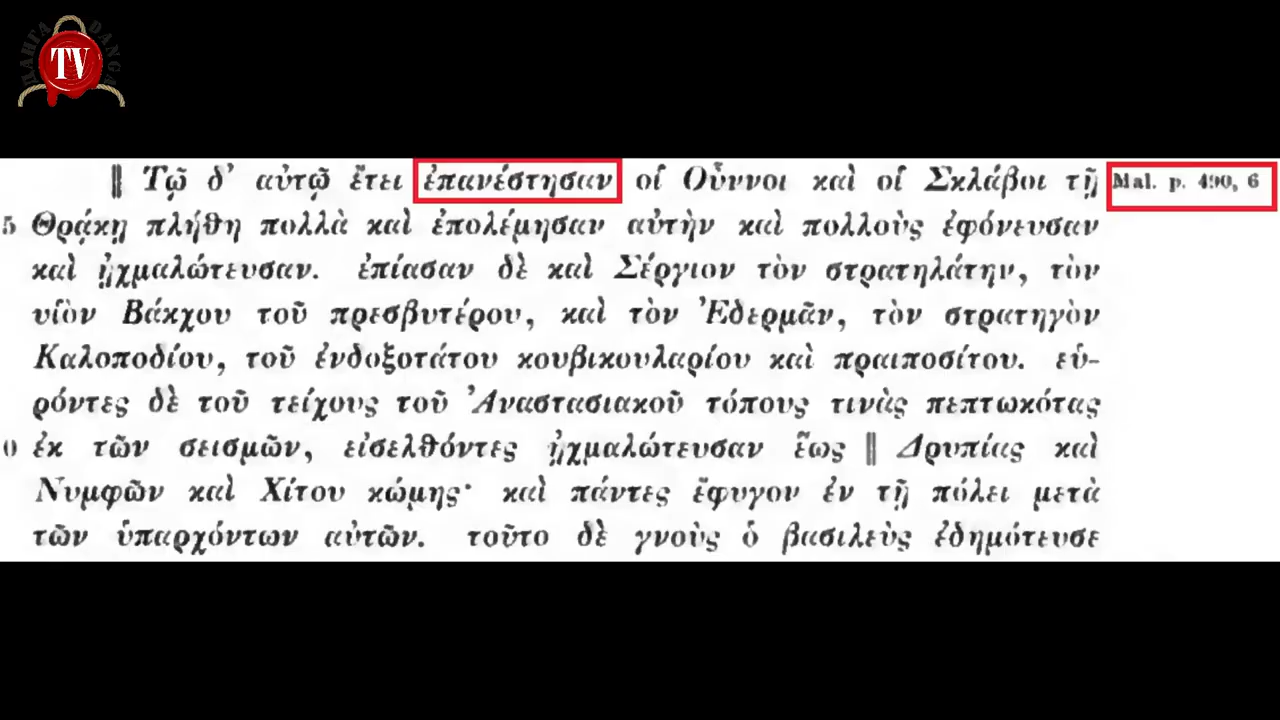 ПАНГА DANGA
TV
‖ Τῷ δ' αὐτῷ ἔτει ἐπανέστησαν οἱ Οὖννοι καὶ οἱ Σκλάβοι τῇ Mal. p. 490, 6
5 Θρᾴκῃ πλήθη πολλὰ καὶ ἐπολέμησαν αὐτὴν καὶ πολλοὺς ἐφόνευσαν
καὶ ᾐχμαλώτευσαν. ἐπίασαν δὲ καὶ Σέργιον τὸν στρατηλάτην, τὸν
υἱὸν Βάκχου τοῦ πρεσβυτέρου, καὶ τὸν Ἐδερμᾶν, τὸν στρατηγὸν
Καλοποδίου, τοῦ ἐνδοξοτάτου κουβικουλαρίου καὶ πραιποσίτου. εὑ-
ρόντες δὲ τοῦ τείχους τοῦ Ἀναστασιακοῦ τόπους τινὰς πεπτωκότας
0 ἐκ τῶν σεισμῶν, εἰσελθόντες ᾐχμαλώτευσαν ἕως ‖ Δρυπίας καὶ
Νυμφῶν καὶ Χίτου κώμης· καὶ πάντες ἔφυγον ἐν τῇ πόλει μετὰ
τῶν ὑπαρχόντων αὐτῶν. τοῦτο δὲ γνοὺς ὁ βασιλεὺς ἐδημότευσε